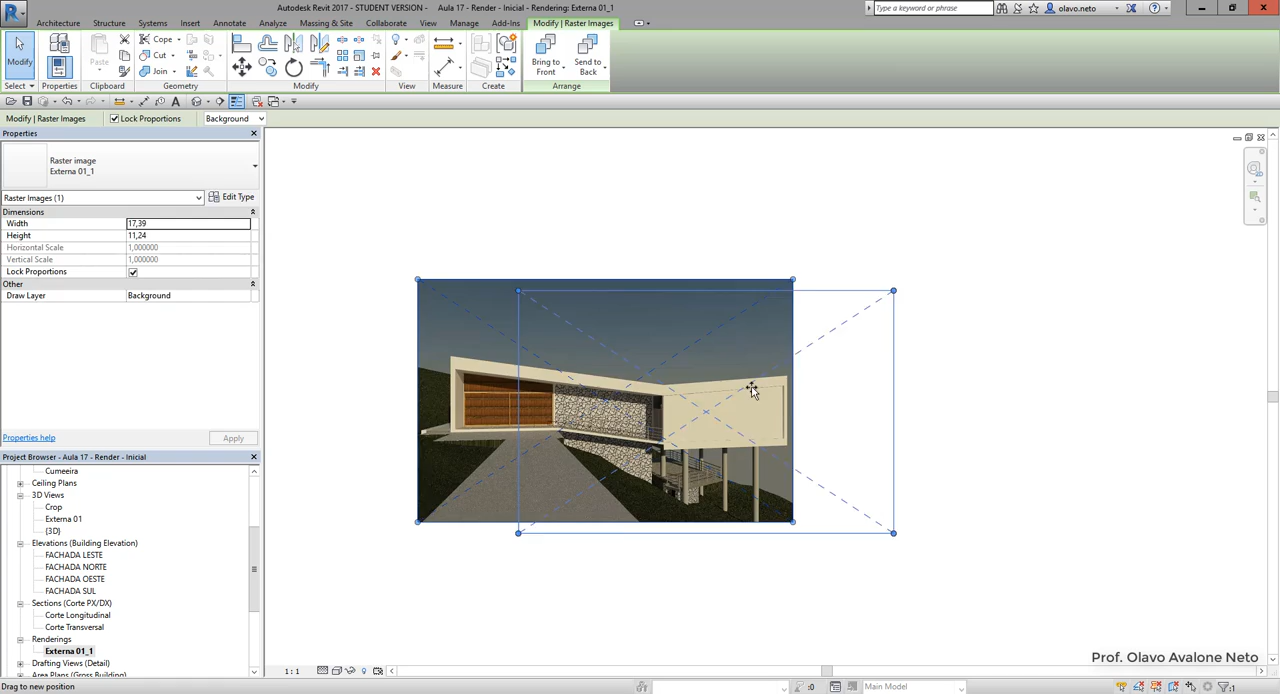 Autodesk Revit 2017 - STUDENT VERSION - Aula 17 - Render - Inicial - Rendering: Externa 01_1
Type a keyword or phrase
olavo.neto
Architecture Structure Systems Insert Annotate Analyze Massing & Site Collaborate View Manage Add-Ins Modify | Raster Images
Modify
Paste
Cope
Cut
Join
Bring to Front
Send to Back
Select Properties Clipboard Geometry Modify View Measure Create Arrange
Modify | Raster Images
Lock Proportions
Background
Properties
Raster image
Externa 01_1
Raster Images (1)
Edit Type
Dimensions
Width 17,39
Height 11,24
Horizontal Scale 1,000000
Vertical Scale 1,000000
Lock Proportions
Other
Draw Layer Background
Properties help
Apply
Project Browser - Aula 17 - Render - Inicial
Cumeeira
Ceiling Plans
3D Views
Crop
Externa 01
{3D}
Elevations (Building Elevation)
FACHADA LESTE
FACHADA NORTE
FACHADA OESTE
FACHADA SUL
Sections (Corte PX/DX)
Corte Longitudinal
Corte Transversal
Renderings
Externa 01_1
Drafting Views (Detail)
Area Plans (Gross Building)
1 : 1
Prof. Olavo Avalone Neto
Drag to new position
:0
Main Model
:1